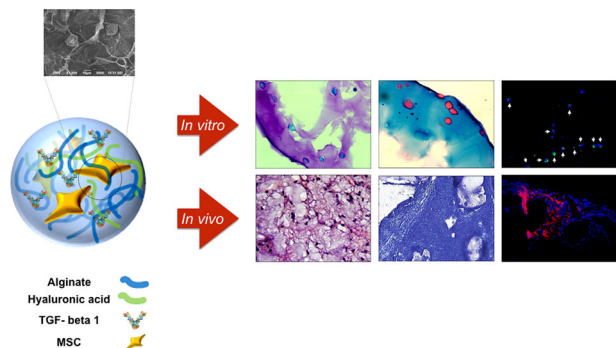 In vitro
In vivo
Alginate
Hyaluronic acid
TGF- beta 1
MSC